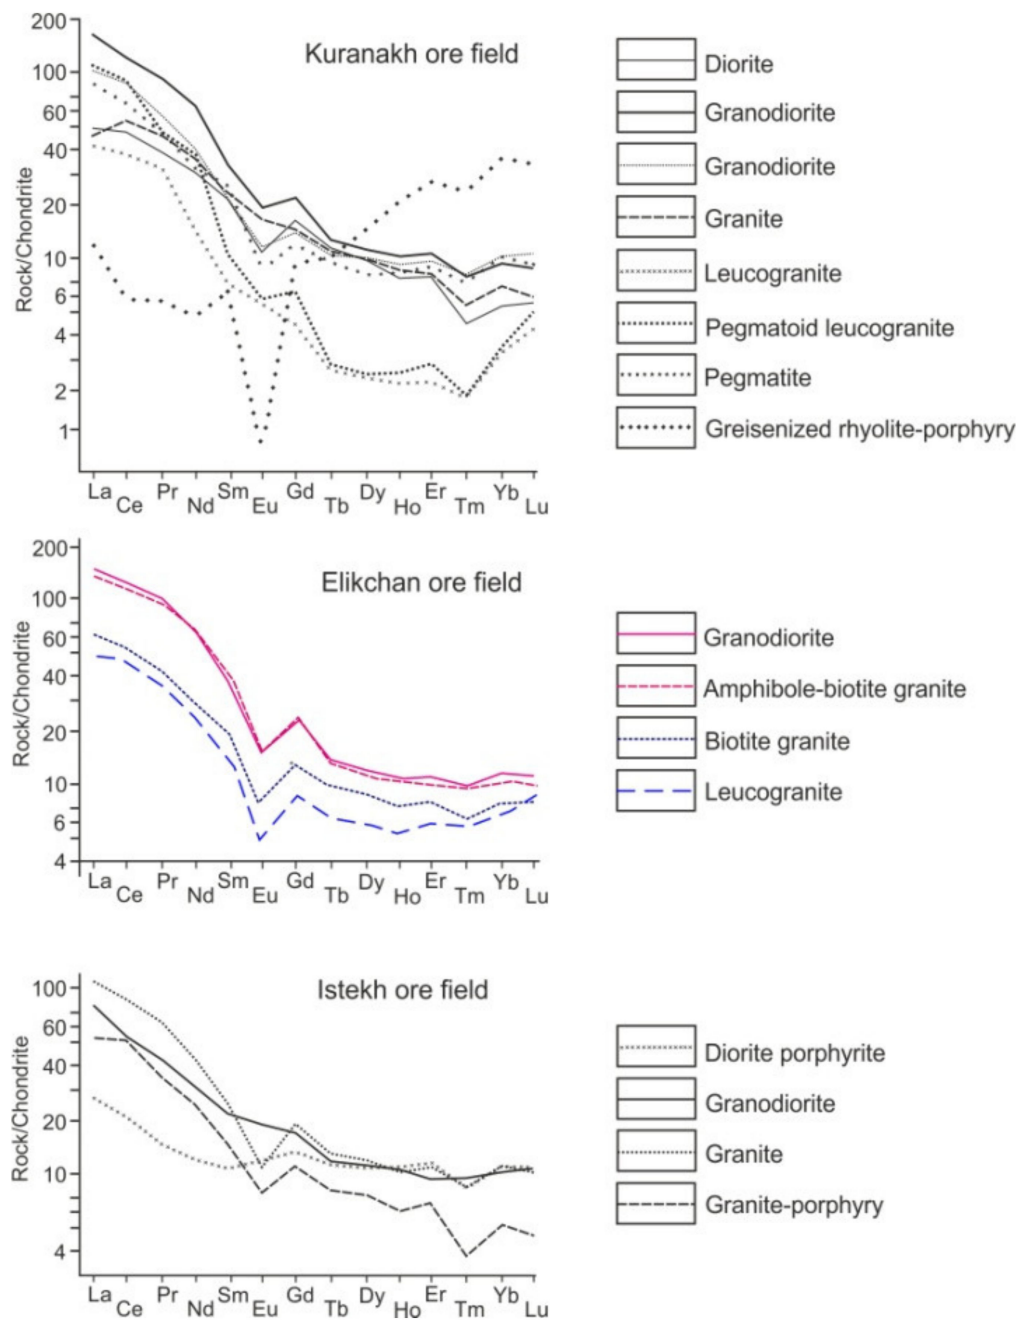 Kuranakh ore field
Rock/Chondrite
200
100
60
40
20
10
6
4
2
1
La Ce Pr Nd Sm Eu Gd Tb Dy Ho Er Tm Yb Lu
Diorite
Granodiorite
Granodiorite
Granite
Leucogranite
Pegmatoid leucogranite
Pegmatite
Greisenized rhyolite-porphyry
Elikchan ore field
Rock/Chondrite
200
100
60
40
20
10
6
4
La Ce Pr Nd Sm Eu Gd Tb Dy Ho Er Tm Yb Lu
Granodiorite
Amphibole-biotite granite
Biotite granite
Leucogranite
Istekh ore field
Rock/Chondrite
100
60
40
20
10
4
La Ce Pr Nd Sm Eu Gd Tb Dy Ho Er Tm Yb Lu
Diorite porphyrite
Granodiorite
Granite
Granite-porphyry